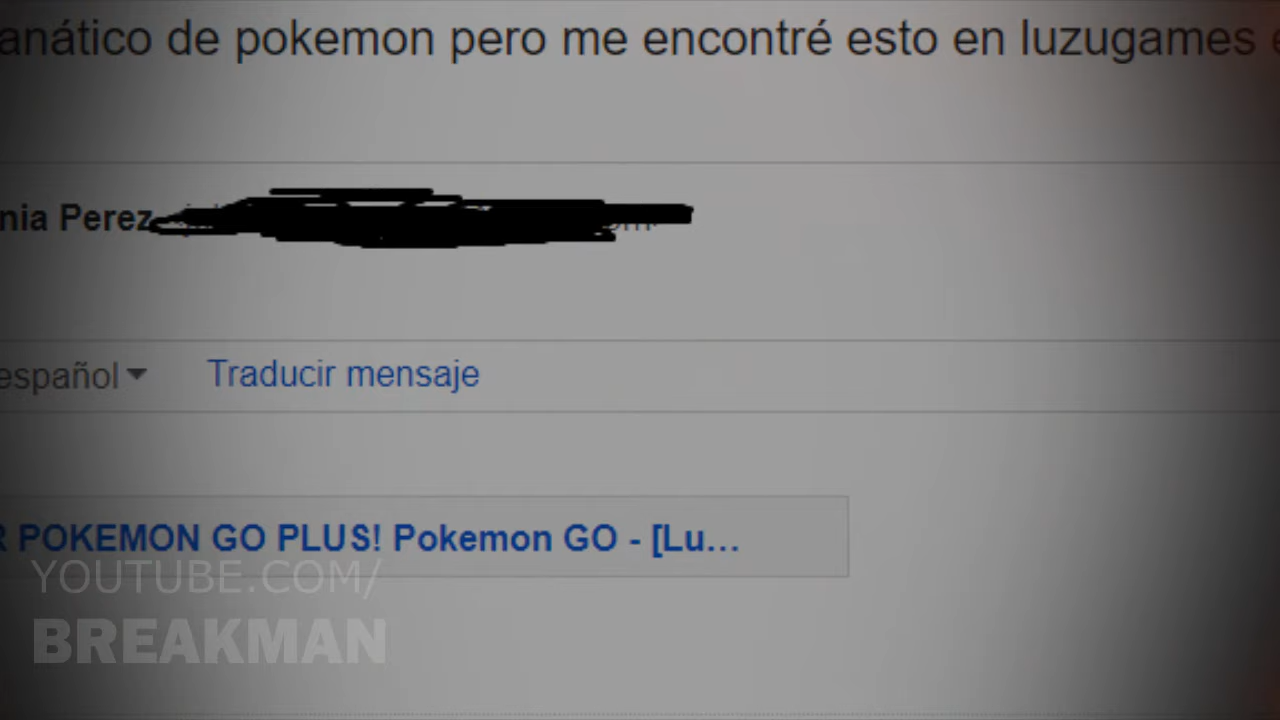 anático de pokemon pero me encontré esto en luzugames
nia Perez
español Traducir mensaje
R POKEMON GO PLUS! Pokemon GO - [Lu...
YOUTUBE.COM/
BREAKMAN